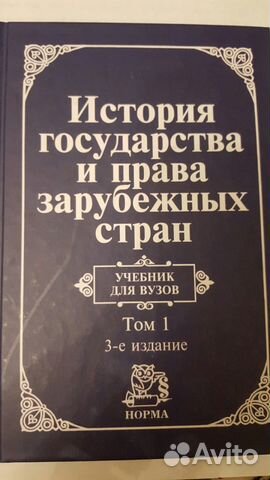 История
государства
и права
зарубежных
стран
УЧЕБНИК
ДЛЯ ВУЗОВ
Том 1
3-е издание
§
НОРМА
Avito